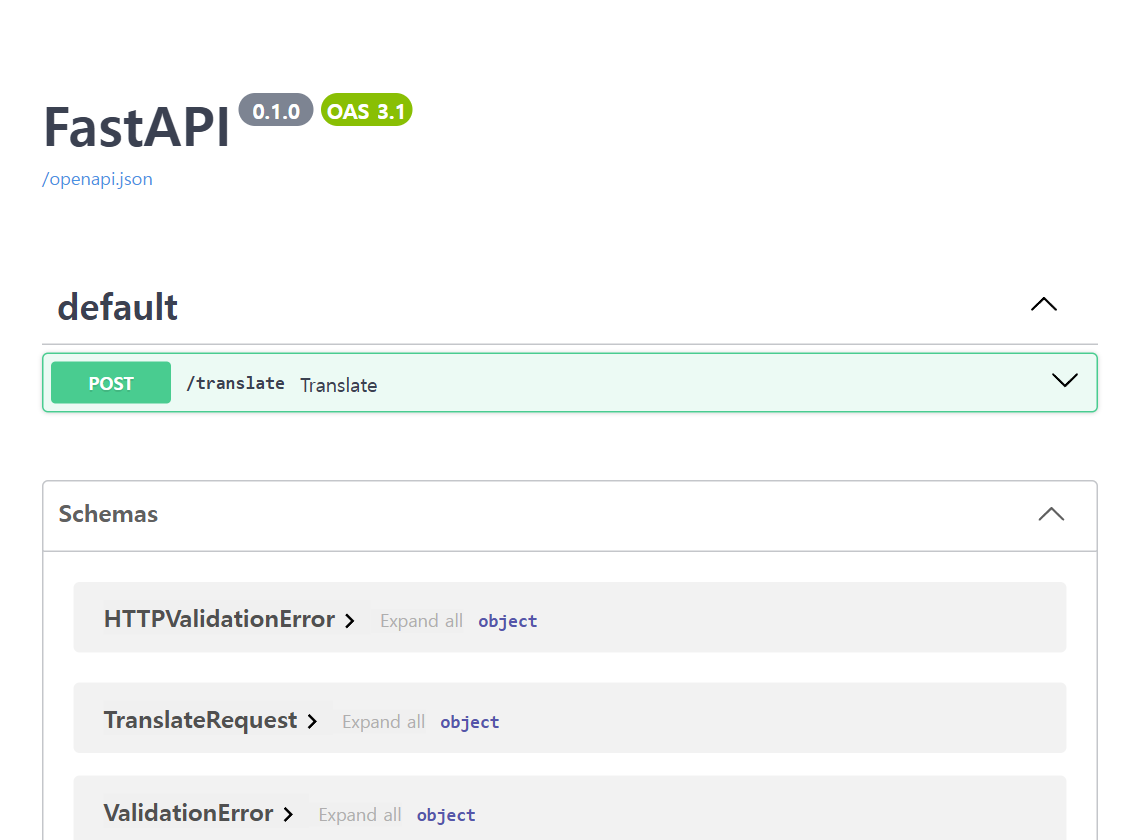 FastAPI 0.1.0 OAS 3.1
/openapi.json
default
POST /translate Translate
Schemas
HTTPValidationError Expand all object
TranslateRequest Expand all object
ValidationError Expand all object